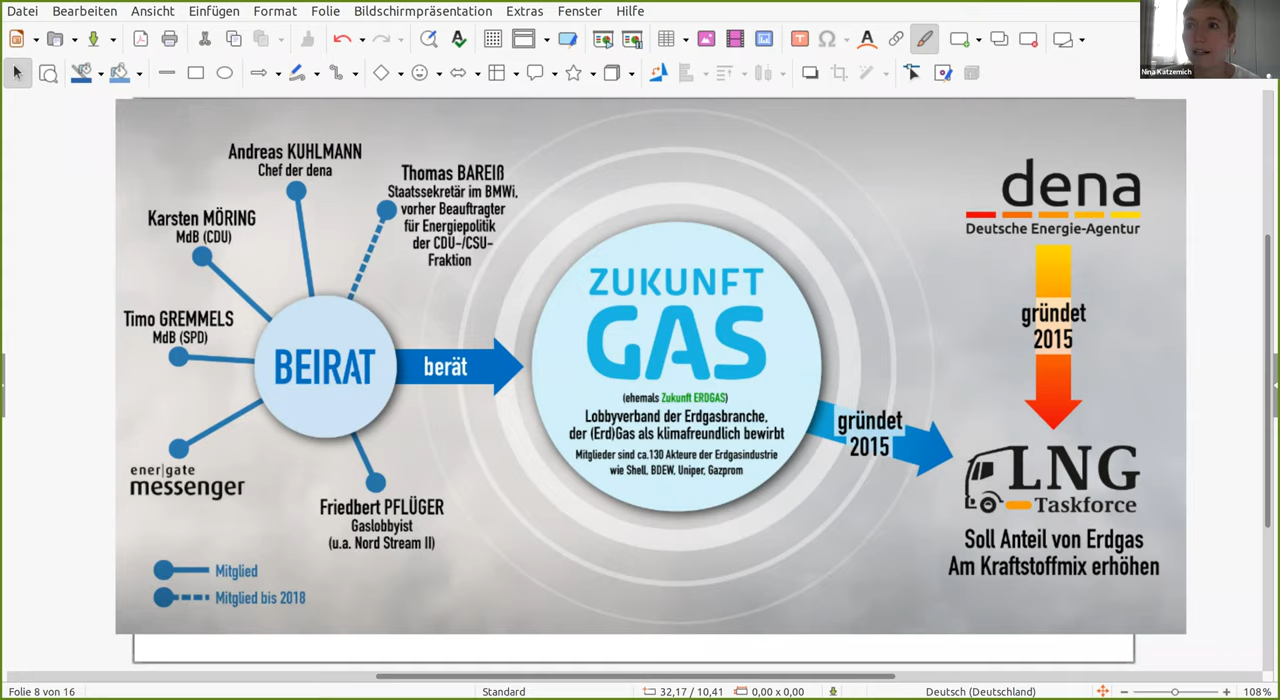 Datei Bearbeiten Ansicht Einfügen Format Folie Bildschirmpräsentation Extras Fenster Hilfe
Nina Katzemich
Andreas KUHLMANN
Chef der dena
Thomas BAREIß
Staatssekretär im BMWi,
vorher Beauftragter
für Energiepolitik
der CDU-/CSU-
Fraktion
Karsten MÖRING
MdB (CDU)
Timo GREMMELS
MdB (SPD)
BEIRAT
berät
ener|gate
messenger
Friedbert PFLÜGER
Gaslobbyist
(u.a. Nord Stream II)
Mitglied
Mitglied bis 2018
ZUKUNFT
GAS
(ehemals Zukunft ERDGAS)
Lobbyverband der Erdgasbranche,
der (Erd)Gas als klimafreundlich bewirbt
Mitglieder sind ca.130 Akteure der Erdgasindustrie
wie Shell, BDEW, Uniper, Gazprom
gründet
2015
dena
Deutsche Energie-Agentur
gründet
2015
LNG
Taskforce
Soll Anteil von Erdgas
Am Kraftstoffmix erhöhen
Folie 8 von 16 Standard 32,17 / 10,41 0,00 x 0,00 Deutsch (Deutschland) 108%